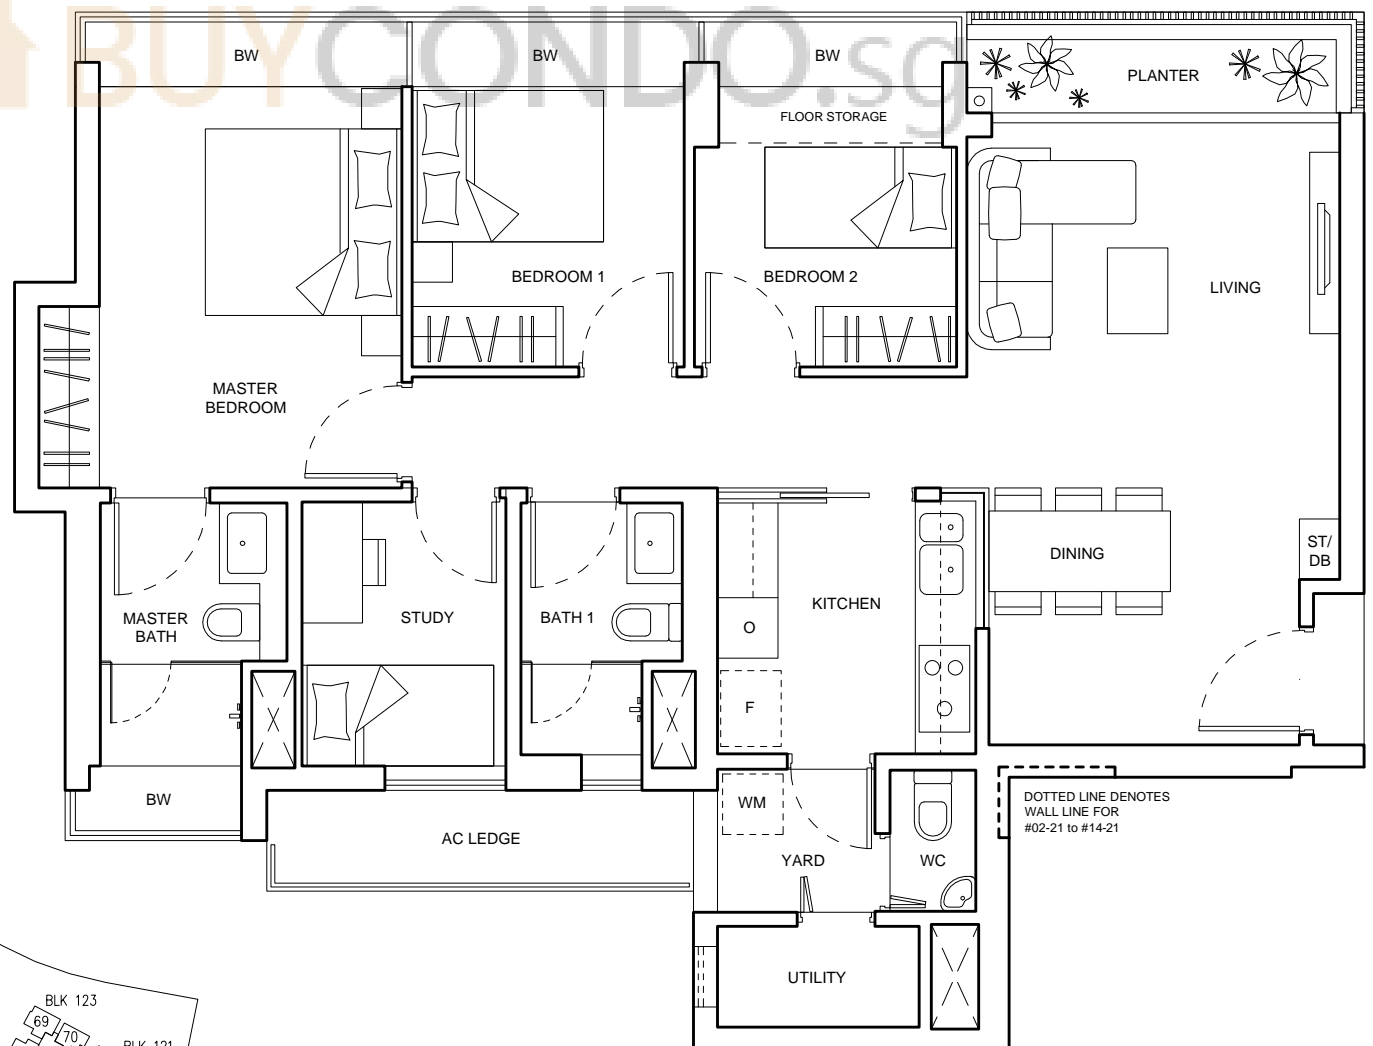 BUYCONDO.sg
BW
BW
BW
PLANTER
FLOOR STORAGE
BEDROOM 1
BEDROOM 2
LIVING
MASTER
BEDROOM
ST/
DB
DINING
KITCHEN
MASTER
BATH
STUDY
BATH 1
O
F
BW
WM
DOTTED LINE DENOTES
WALL LINE FOR
#02-21 to #14-21
AC LEDGE
YARD
WC
UTILITY
BLK 123
69
70
BLK 121